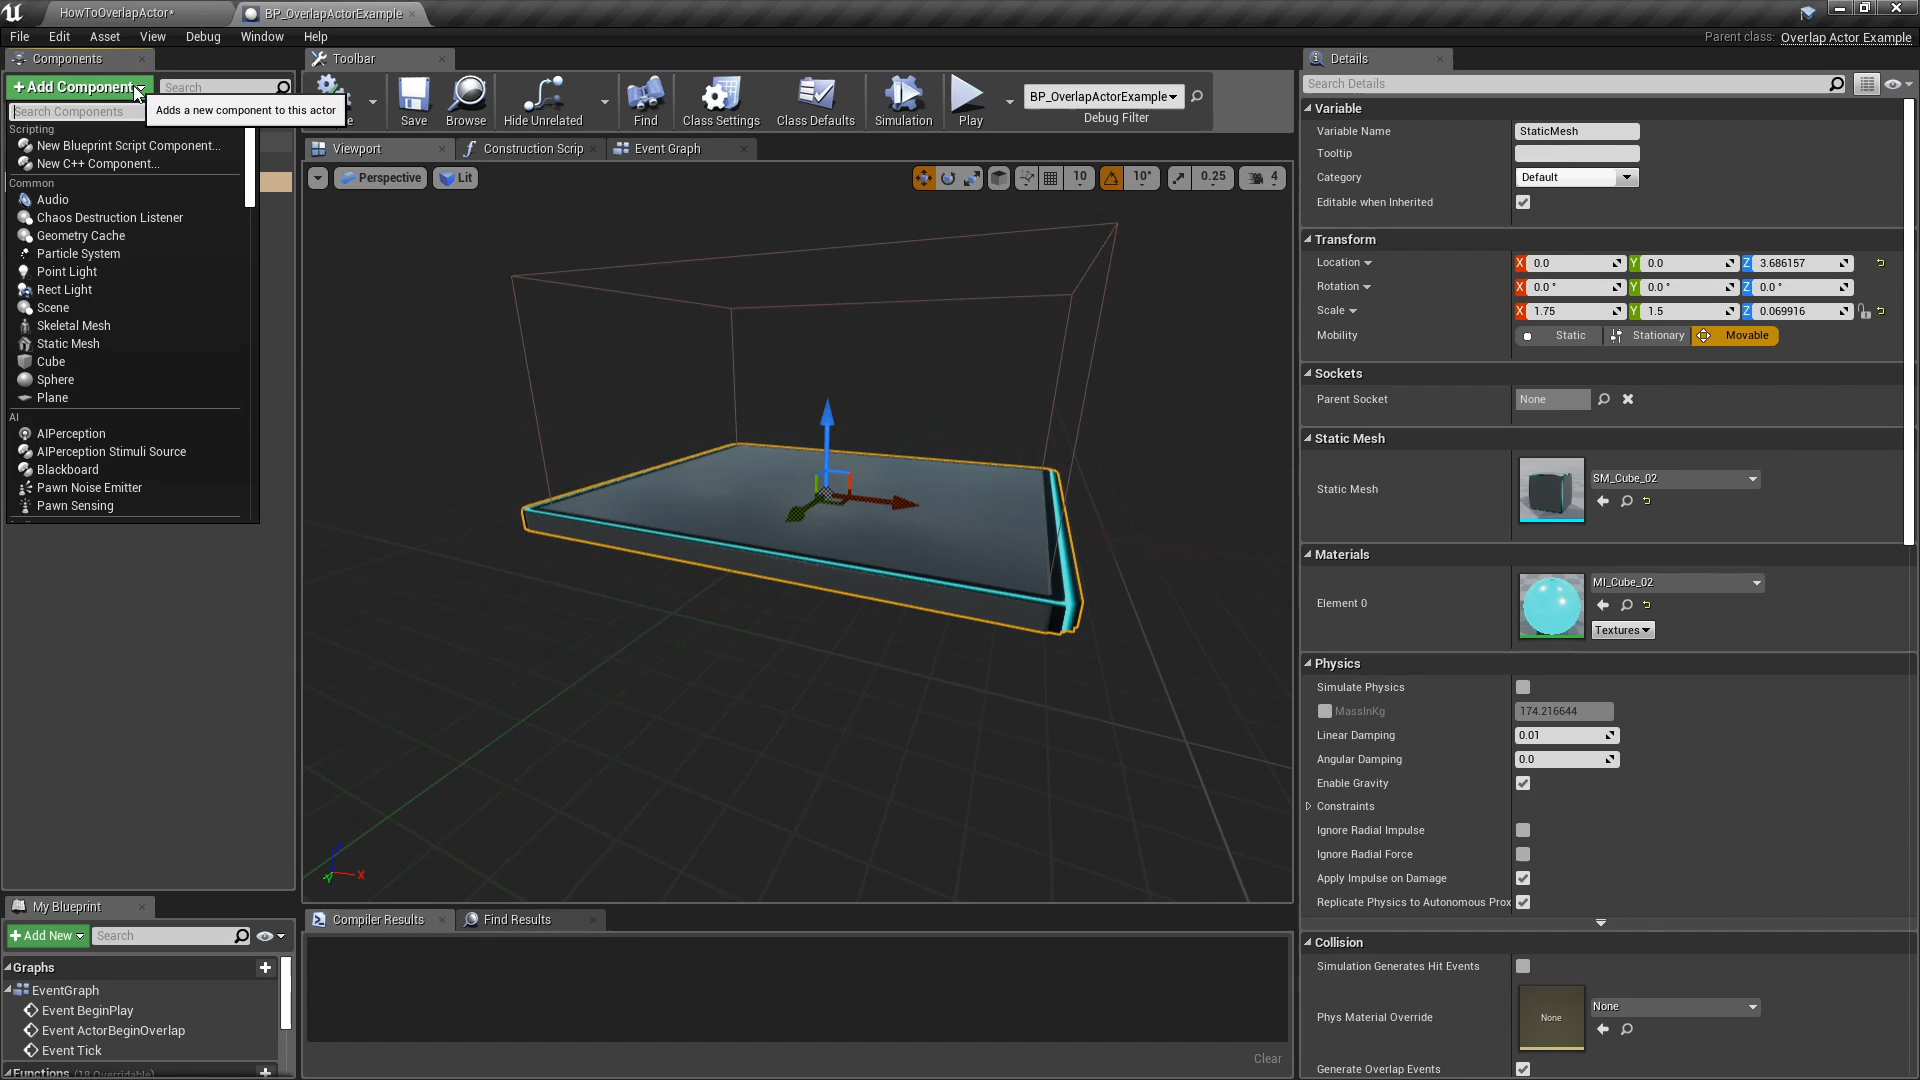 HowToOverlapActor*
BP_OverlapActorExample
File Edit Asset View Debug Window Help
Parent class: Overlap Actor Example
Components
Toolbar
Details
+Add Component
Search
Search Components
Adds a new component to this actor
Save
Browse
Hide Unrelated
Find
Class Settings
Class Defaults
Simulation
Play
BP_OverlapActorExample
Debug Filter
Search Details
Scripting
New Blueprint Script Component...
New C++ Component...
Common
Audio
Chaos Destruction Listener
Geometry Cache
Particle System
Point Light
Rect Light
Scene
Skeletal Mesh
Static Mesh
Cube
Sphere
Plane
AI
AIPerception
AIPerception Stimuli Source
Blackboard
Pawn Noise Emitter
Pawn Sensing
Viewport
Construction Scrip
Event Graph
Perspective
Lit
10
10°
0.25
4
X
Variable
Variable Name StaticMesh
Tooltip
Category Default
Editable when Inherited
Transform
Location X 0.0 Y 0.0 Z 3.686157
Rotation X 0.0 ° Y 0.0 ° Z 0.0 °
Scale X 1.75 Y 1.5 Z 0.069916
Mobility Static Stationary Movable
Sockets
Parent Socket None
Static Mesh
Static Mesh SM_Cube_02
Materials
Element 0 MI_Cube_02
Textures
Physics
Simulate Physics
MassInKg 174.216644
Linear Damping 0.01
Angular Damping 0.0
Enable Gravity
Constraints
Ignore Radial Impulse
Ignore Radial Force
Apply Impulse on Damage
Replicate Physics to Autonomous Prox
Collision
Simulation Generates Hit Events
Phys Material Override None None
Generate Overlap Events
My Blueprint
+Add New
Search
Graphs
EventGraph
Event BeginPlay
Event ActorBeginOverlap
Event Tick
Functions (18 Overridable)
Compiler Results
Find Results
Clear